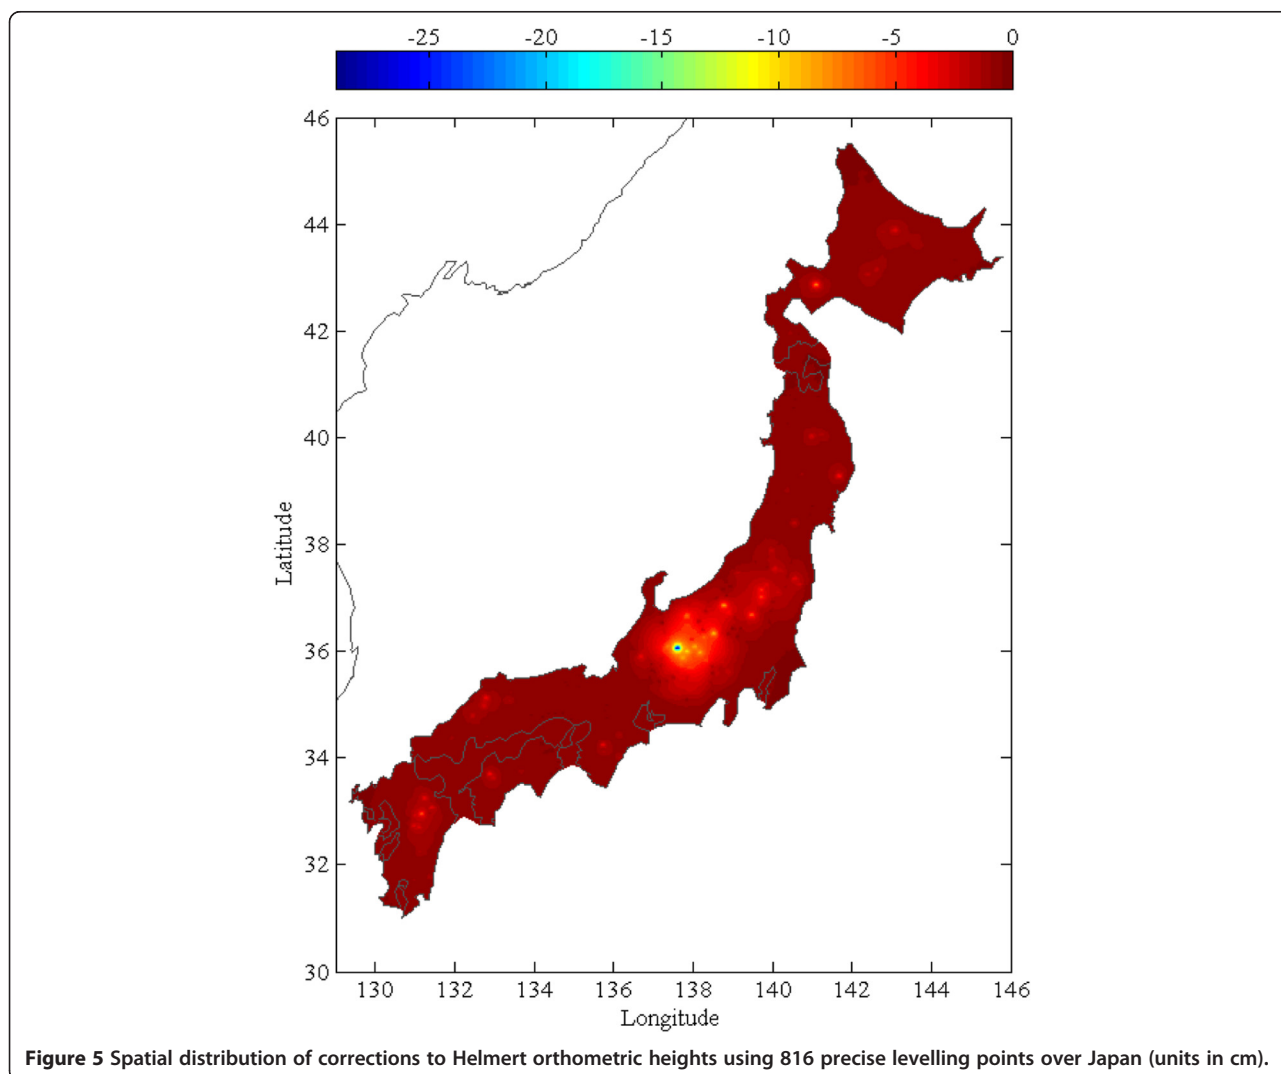 -25 -20 -15 -10 -5 0
46
44
42
40
38
36
34
32
30
Latitude
130 132 134 136 138 140 142 144 146
Longitude
Figure 5 Spatial distribution of corrections to Helmert orthometric heights using 816 precise levelling points over Japan (units in cm).